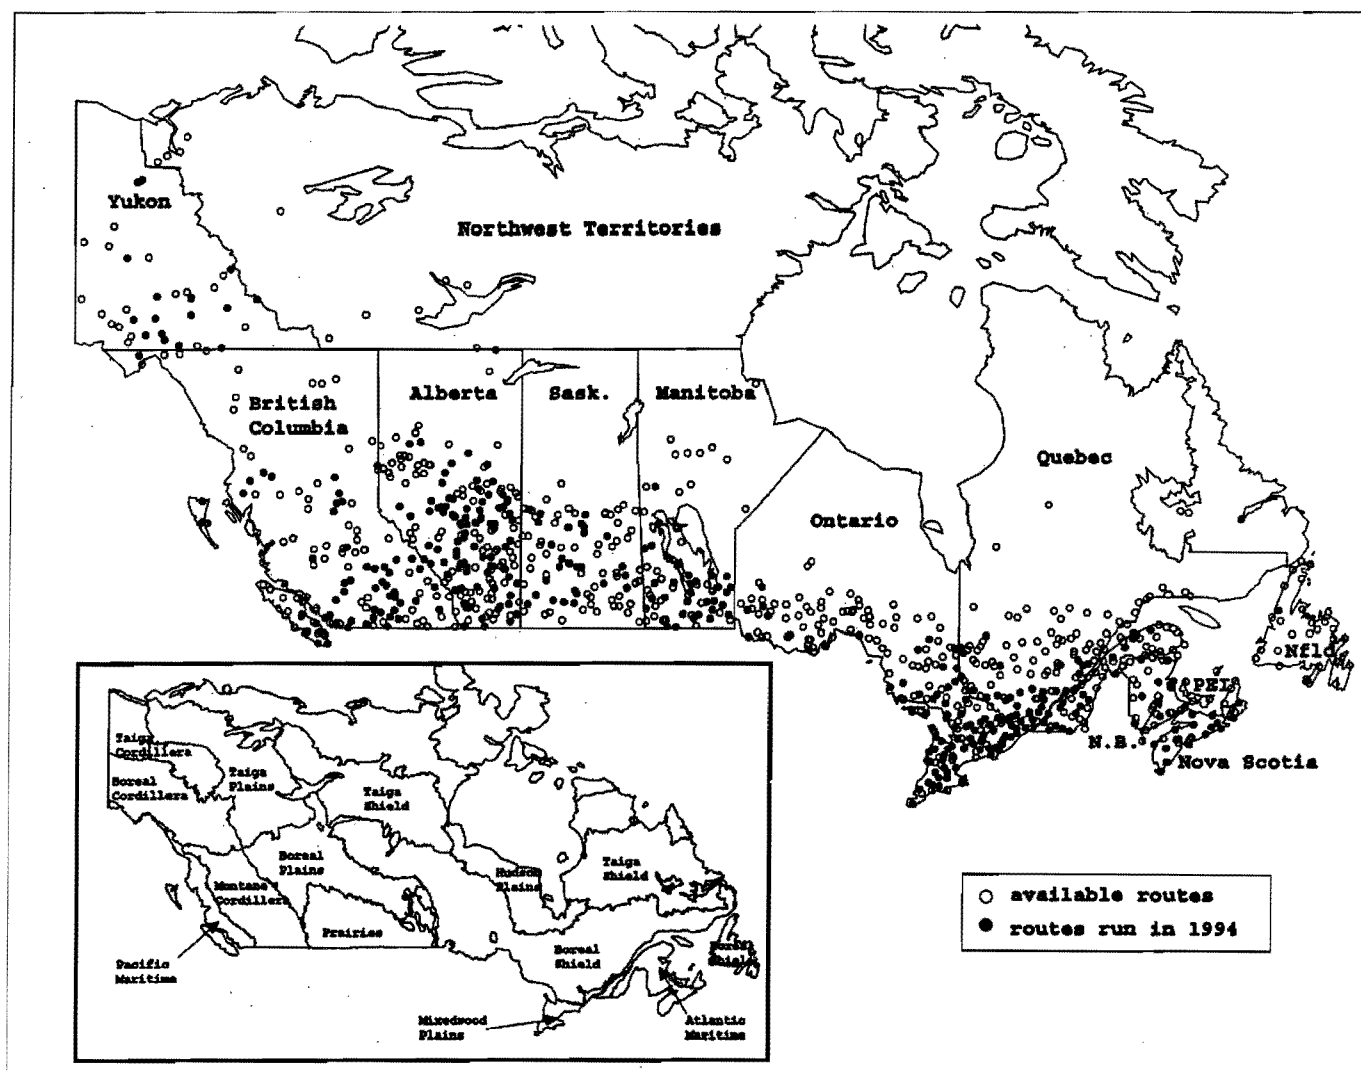 Yukon
Northwest Territories
British
Columbia
Alberta
Sask.
Manitoba
Ontario
Quebec
Nfld
PEI
N.B.
Nova Scotia
available routes
routes run in 1994
Taiga
Cordillera
Boreal
Cordillera
Taiga
Plains
Taiga
Shield
Boreal
Plains
Montane
Cordillera
Prairies
Hudson
Plains
Taiga
Shield
Boreal
Shield
Boreal
Shield
Pacific
Maritime
Mixedwood
Plains
Atlantic
Maritime